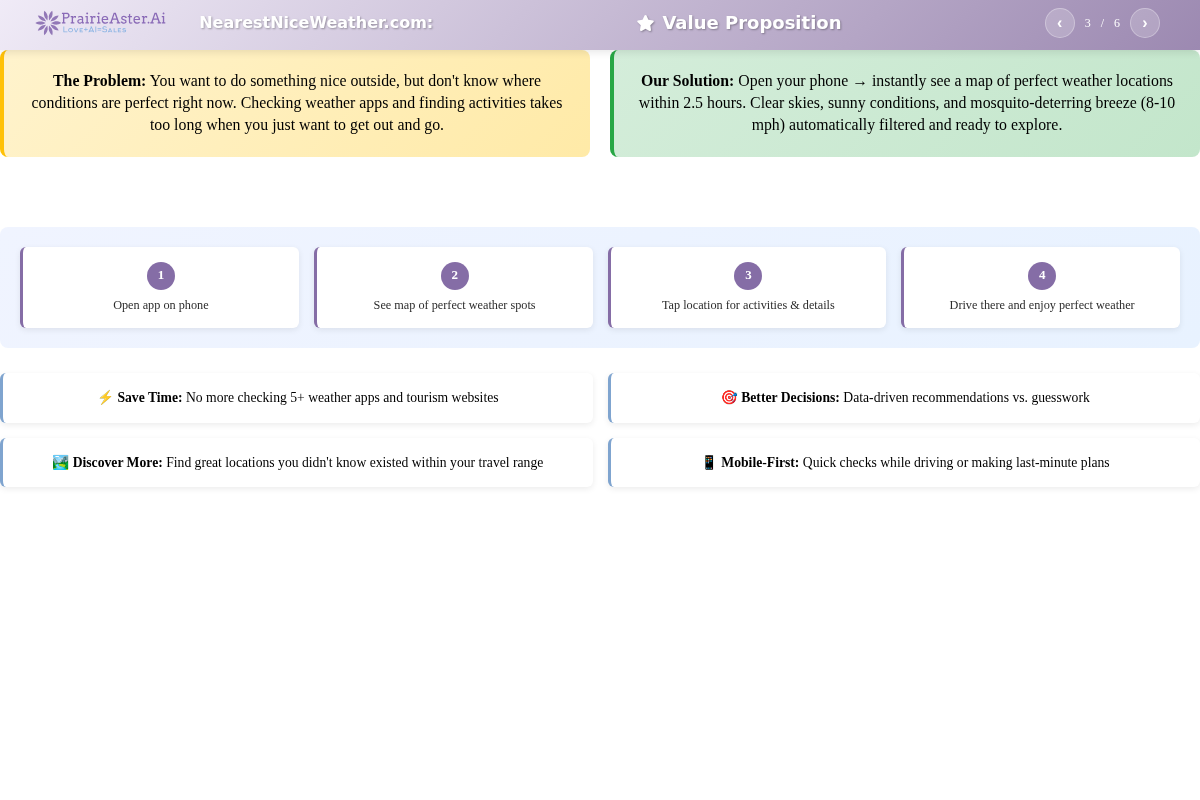 PrairieAster.Ai
Love+AI=Sales
NearestNiceWeather.com:
Value Proposition
‹ 3 / 6 ›
The Problem: You want to do something nice outside, but don't know where
conditions are perfect right now. Checking weather apps and finding activities takes
too long when you just want to get out and go.
Our Solution: Open your phone → instantly see a map of perfect weather locations
within 2.5 hours. Clear skies, sunny conditions, and mosquito-deterring breeze (8-10
mph) automatically filtered and ready to explore.
1
Open app on phone
2
See map of perfect weather spots
3
Tap location for activities & details
4
Drive there and enjoy perfect weather
⚡ Save Time: No more checking 5+ weather apps and tourism websites
🎯 Better Decisions: Data-driven recommendations vs. guesswork
🏞️ Discover More: Find great locations you didn't know existed within your travel range
📱 Mobile-First: Quick checks while driving or making last-minute plans